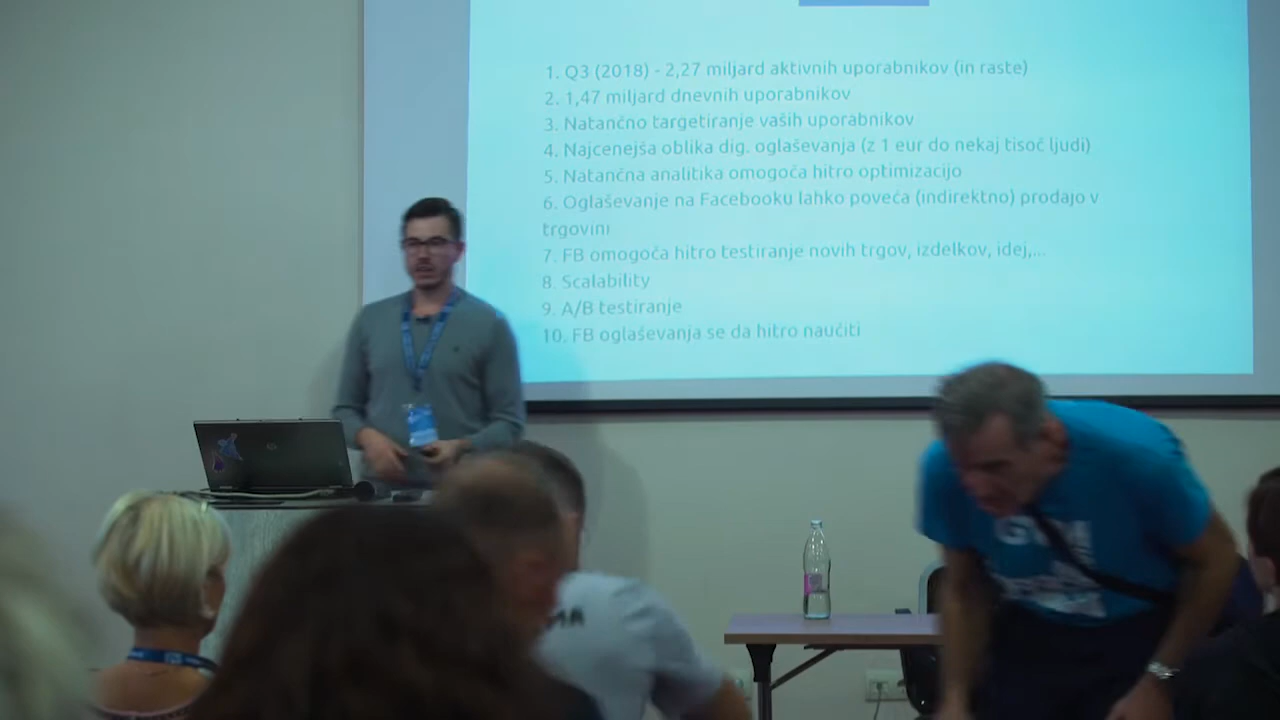 1. Q3 (2018) - 2,27 miljard aktivnih uporabnikov (in raste)
2. 1,47 miljard dnevnih uporabnikov
3. Natančno targetiranje vaših uporabnikov
4. Najcenejša oblika dig. oglaševanja (z 1 eur do nekaj tisoč ljudi)
5. Natančna analitika omogoča hitro optimizacijo
6. Oglaševanje na Facebooku lahko poveča (indirektno) prodajo v
trgovini
7. FB omogoča hitro testiranje novih trgov, izdelkov, idej,...
8. Scalability
9. A/B testiranje
10. FB oglaševanja se da hitro naučiti